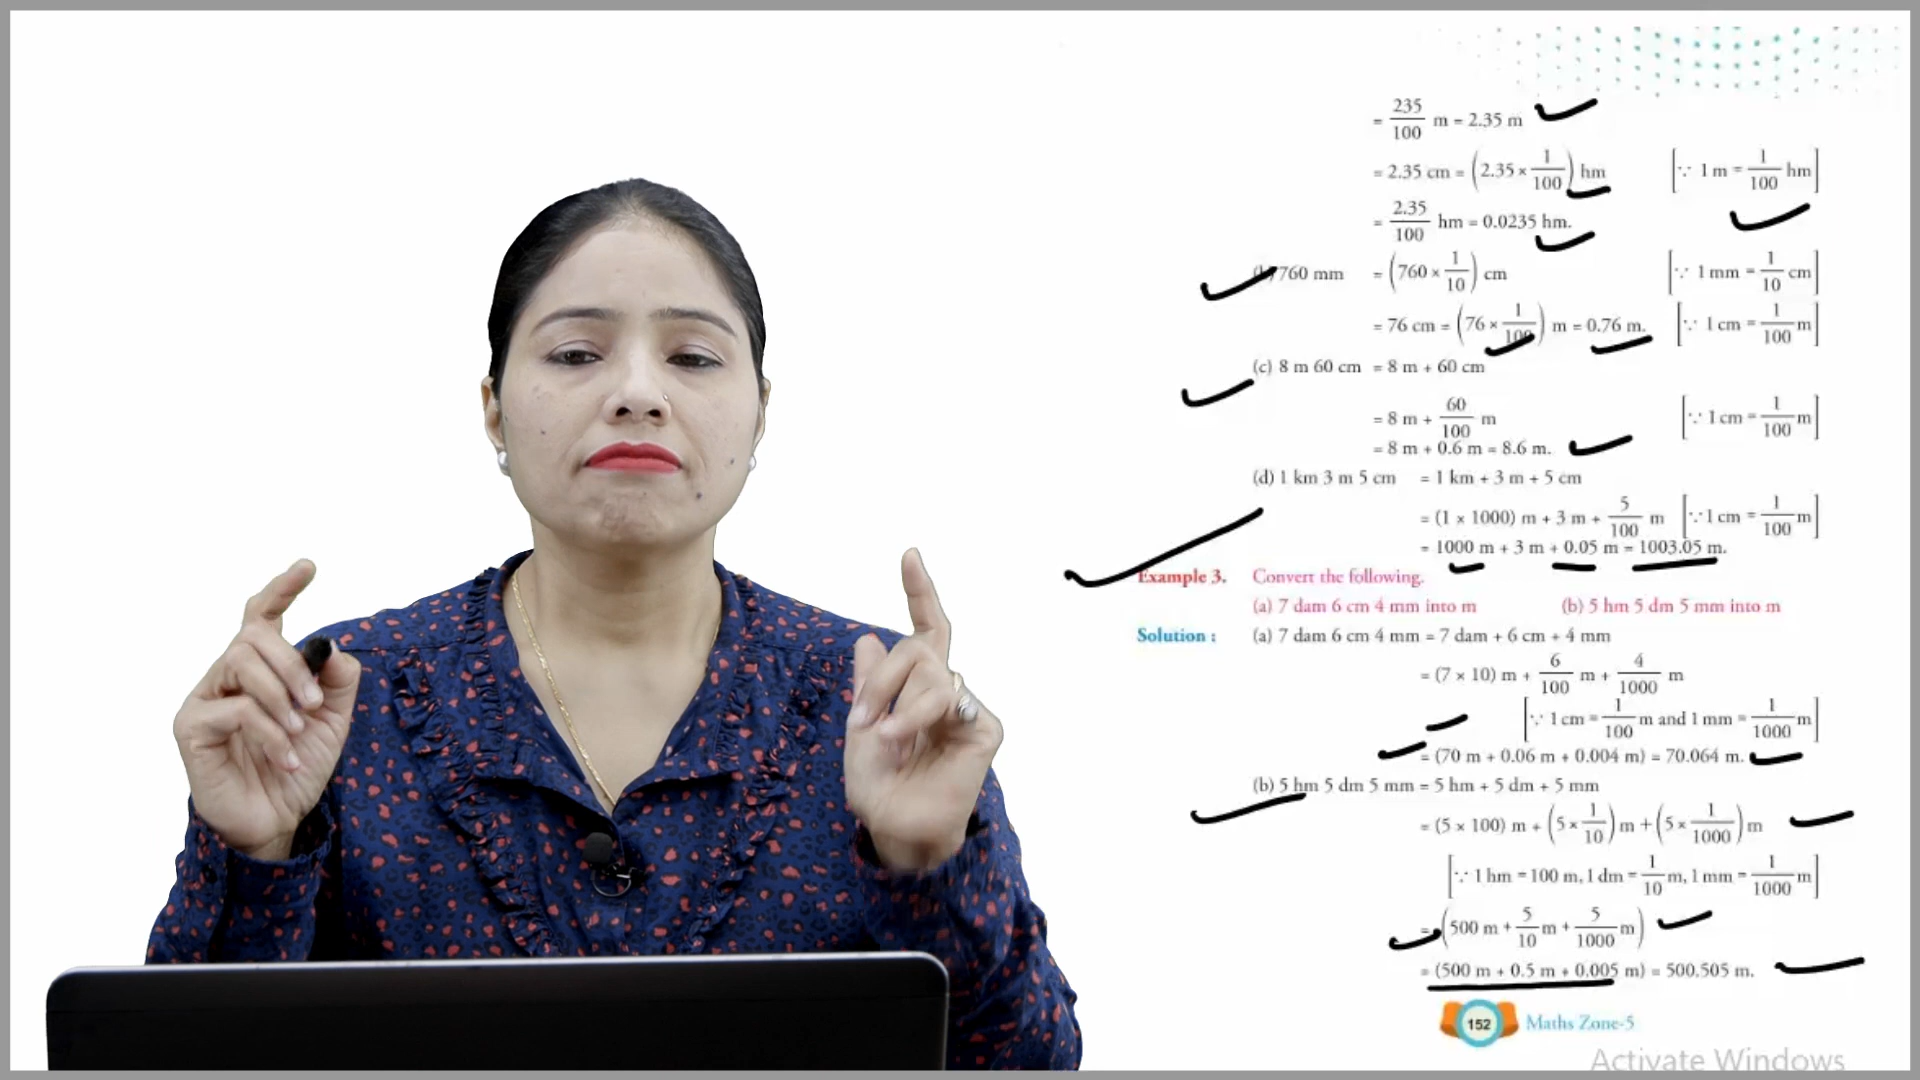 = 235/100 m = 2.35 m
= 2.35 cm = (2.35 × 1/100) hm [∵ 1 m = 1/100 hm]
= 2.35/100 hm = 0.0235 hm.
760 mm = (760 × 1/10) cm [∵ 1 mm = 1/10 cm]
= 76 cm = (76 × 1/100) m = 0.76 m. [∵ 1 cm = 1/100 m]
(c) 8 m 60 cm = 8 m + 60 cm
= 8 m + 60/100 m [∵ 1 cm = 1/100 m]
= 8 m + 0.6 m = 8.6 m.
(d) 1 km 3 m 5 cm = 1 km + 3 m + 5 cm
= (1 × 1000) m + 3 m + 5/100 m [∵ 1 cm = 1/100 m]
= 1000 m + 3 m + 0.05 m = 1003.05 m.
Example 3. Convert the following.
(a) 7 dam 6 cm 4 mm into m (b) 5 hm 5 dm 5 mm into m
Solution : (a) 7 dam 6 cm 4 mm = 7 dam + 6 cm + 4 mm
= (7 × 10) m + 6/100 m + 4/1000 m
[∵ 1 cm = 1/100 m and 1 mm = 1/1000 m]
= (70 m + 0.06 m + 0.004 m) = 70.064 m.
(b) 5 hm 5 dm 5 mm = 5 hm + 5 dm + 5 mm
= (5 × 100) m + (5 × 1/10) m + (5 × 1/1000) m
[∵ 1 hm = 100 m, 1 dm = 1/10 m, 1 mm = 1/1000 m]
= (500 m + 5/10 m + 5/1000 m)
= (500 m + 0.5 m + 0.005 m) = 500.505 m.
152 Maths Zone-5
Activate Windows